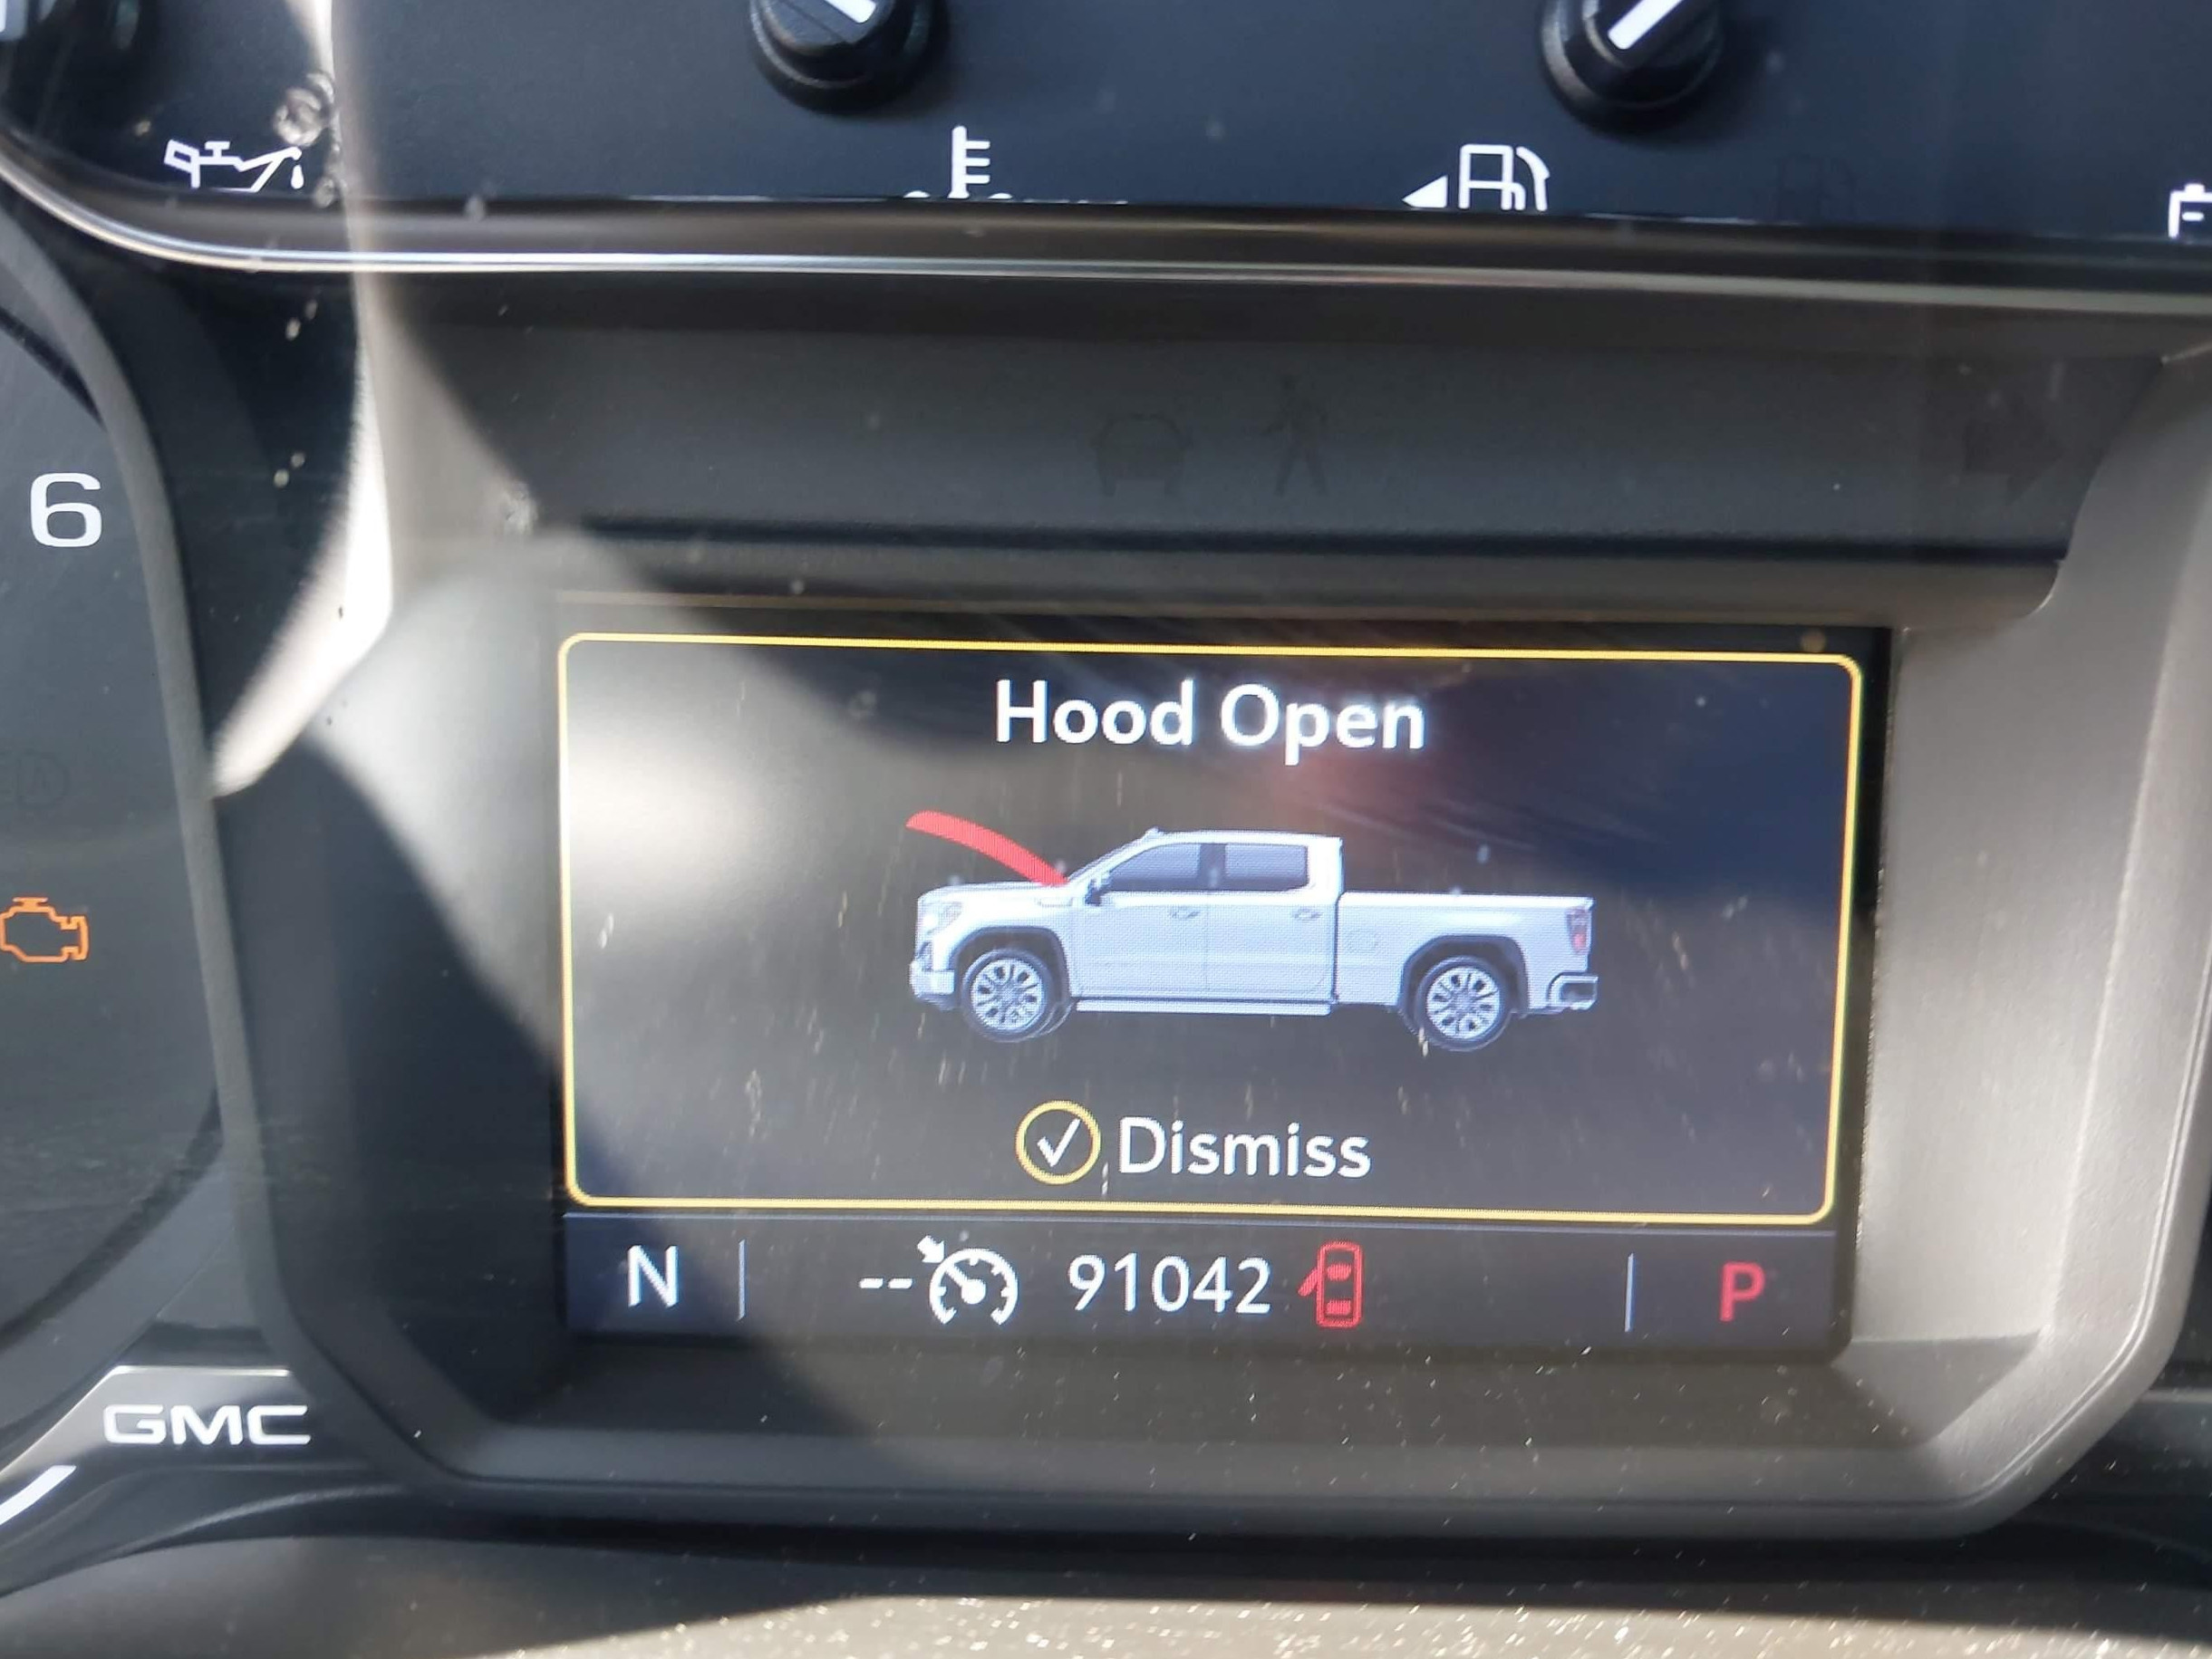 6
Hood Open
Dismiss
N -- 91042 P
GMC